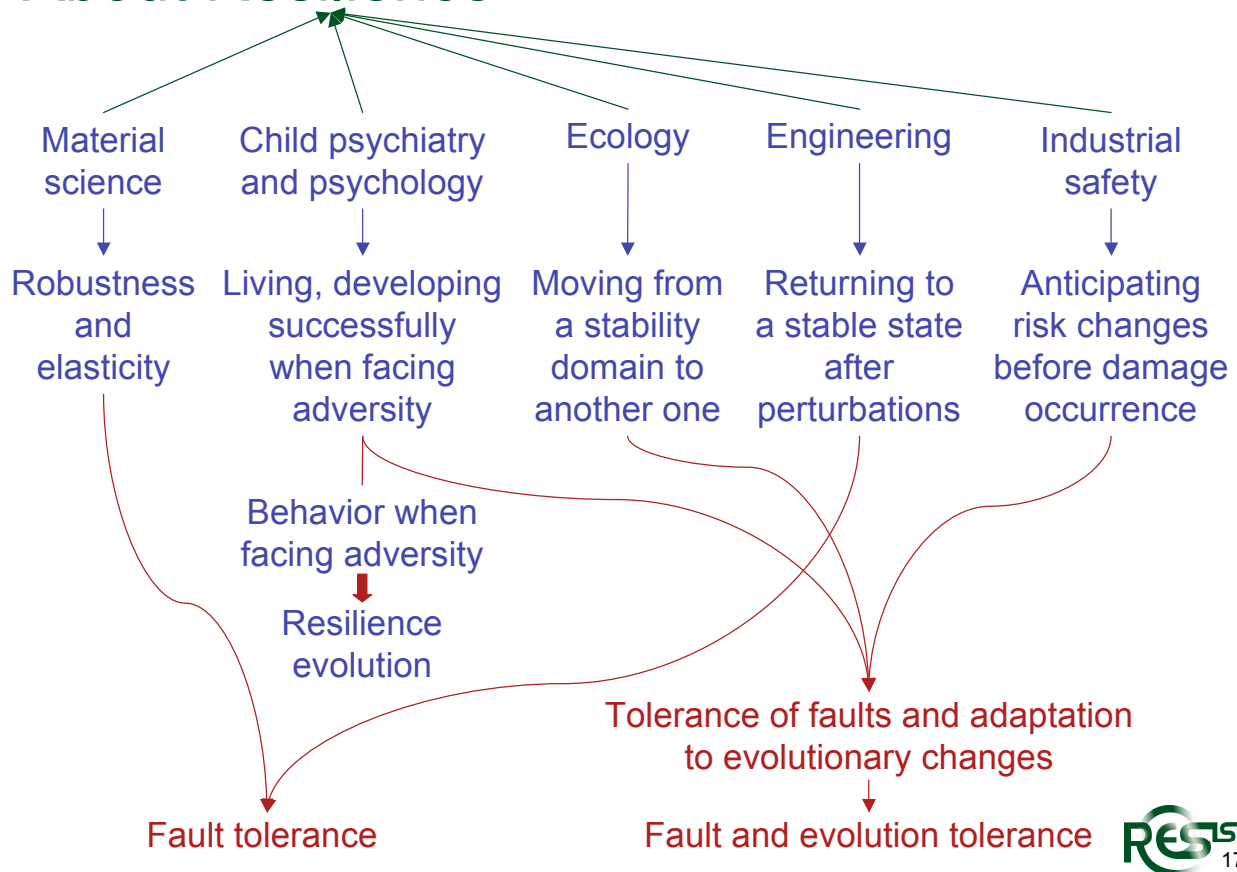 Material
science
Child psychiatry
and psychology
Ecology
Engineering
Industrial
safety
Robustness
and
elasticity
Living, developing
successfully
when facing
adversity
Moving from
a stability
domain to
another one
Returning to
a stable state
after
perturbations
Anticipating
risk changes
before damage
occurrence
Behavior when
facing adversity
Resilience
evolution
Tolerance of faults and adaptation
to evolutionary changes
Fault tolerance
Fault and evolution tolerance
RESIS
17